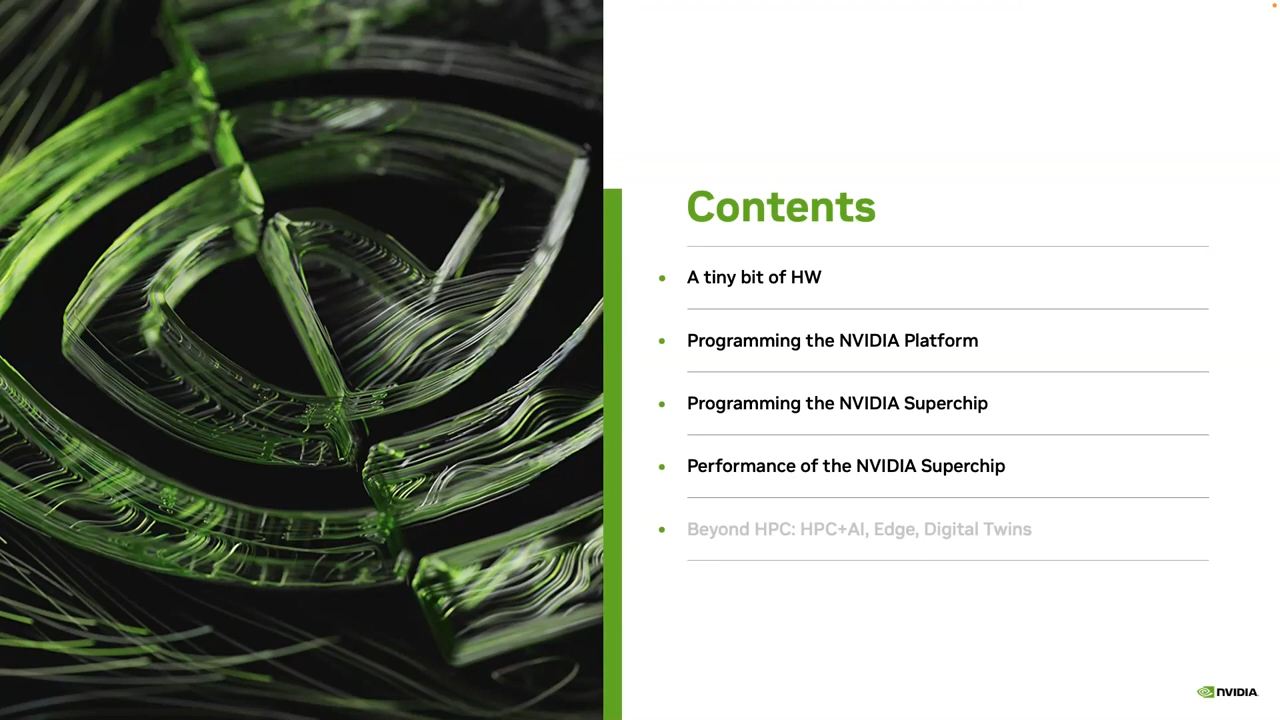 Contents
A tiny bit of HW
Programming the NVIDIA Platform
Programming the NVIDIA Superchip
Performance of the NVIDIA Superchip
Beyond HPC: HPC+AI, Edge, Digital Twins
NVIDIA